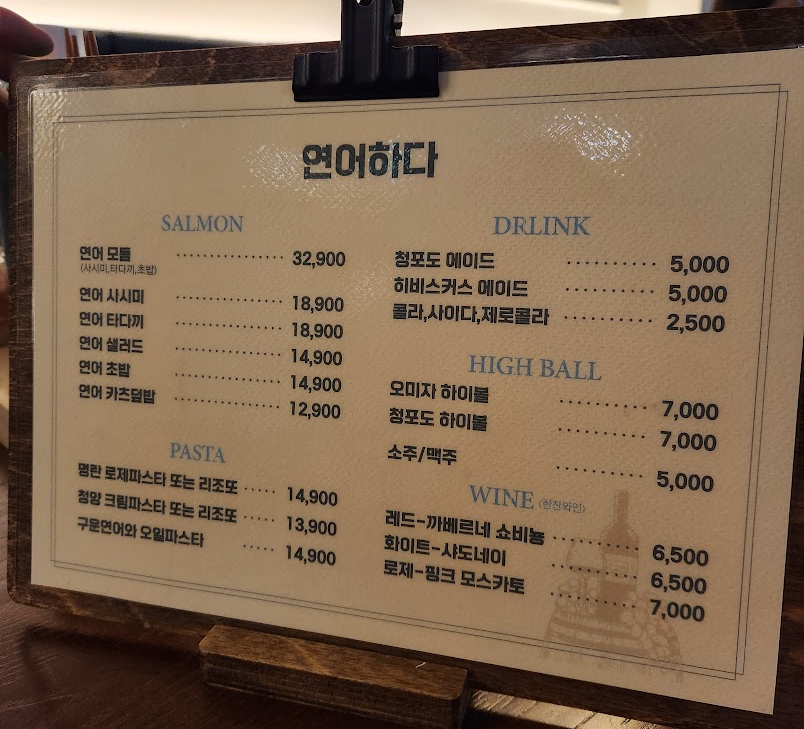 연어하다
SALMON
연어 모듬 ················ 32,900
(사시미,타다끼,초밥)
연어 사시미 ················ 18,900
연어 타다끼 ················ 18,900
연어 샐러드 ················ 14,900
연어 초밥 ················ 14,900
연어 카츠덮밥 ················ 12,900
PASTA
명란 로제파스타 또는 리조또 ····· 14,900
청양 크림파스타 또는 리조또 ····· 13,900
구운연어와 오일파스타 ····· 14,900
DRLINK
청포도 에이드 ············· 5,000
히비스커스 에이드 ············· 5,000
콜라,사이다,제로콜라 ············· 2,500
HIGH BALL
오미자 하이볼 ············· 7,000
청포도 하이볼 ············· 7,000
소주/맥주 ············· 5,000
WINE (한잔와인)
레드-까베르네 쇼비뇽 ············· 6,500
화이트-샤도네이 ············· 6,500
로제-핑크 모스카토 ············· 7,000